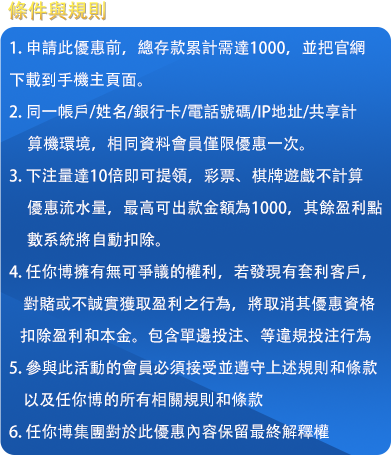 條件與規則
1. 申請此優惠前，總存款累計需達1000，並把官網
下載到手機主頁面。
2. 同一帳戶/姓名/銀行卡/電話號碼/IP地址/共享計
算機環境，相同資料會員僅限優惠一次。
3. 下注量達10倍即可提領，彩票、棋牌遊戲不計算
優惠流水量，最高可出款金額為1000，其餘盈利點
數系統將自動扣除。
4. 任你博擁有無可爭議的權利，若發現有套利客戶，
對賭或不誠實獲取盈利之行為，將取消其優惠資格
扣除盈利和本金。包含單邊投注、等違規投注行為
5. 參與此活動的會員必須接受並遵守上述規則和條款
以及任你博的所有相關規則和條款
6. 任你博集團對於此優惠內容保留最終解釋權